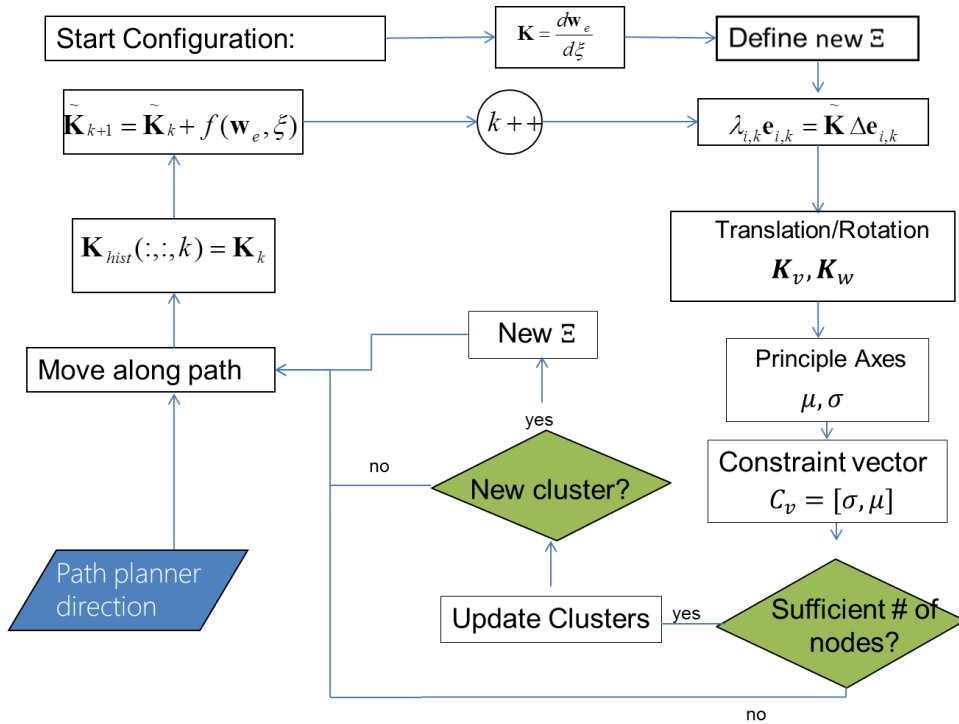 Start Configuration:
K = dw_e / dξ
Define new Ξ
K̃_{k+1} = K̃_k + f(w_e, ξ)
k++
λ_{i,k} e_{i,k} = K̃ Δe_{i,k}
K_{hist}(:,:,k) = K_k
Translation/Rotation
K_v, K_w
New Ξ
Move along path
Principle Axes
μ, σ
yes
no
New cluster?
Constraint vector
C_v = [σ, μ]
Path planner
direction
Update Clusters
yes
Sufficient # of
nodes?
no